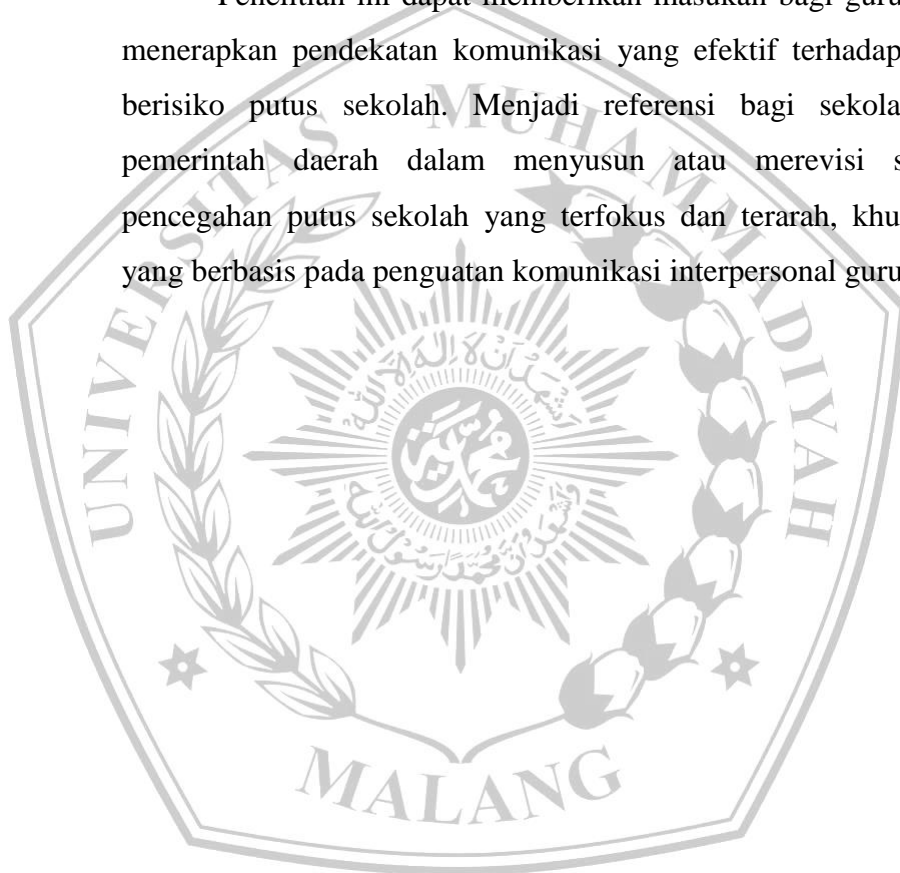 Penelitian ini dapat memberikan masukan bagi guru
menerapkan pendekatan komunikasi yang efektif terhadap
berisiko putus sekolah. Menjadi referensi bagi
pemerintah daerah dalam menyusun atau merevisi
pencegahan putus sekolah yang terfokus dan terarah,
yang berbasis pada penguatan komunikasi interpersonal guru
UNIVERSITAS MUHAMMADIYAH
MALANG